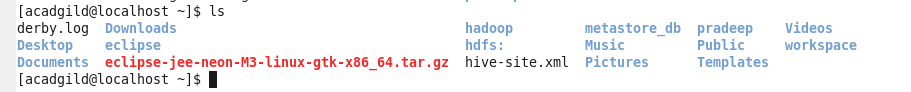 [acadgild@localhost ~]$ ls
derby.log Downloads hadoop metastore_db pradeep Videos
Desktop eclipse hdfs: Music Public workspace
Documents eclipse-jee-neon-M3-linux-gtk-x86_64.tar.gz hive-site.xml Pictures Templates
[acadgild@localhost ~]$